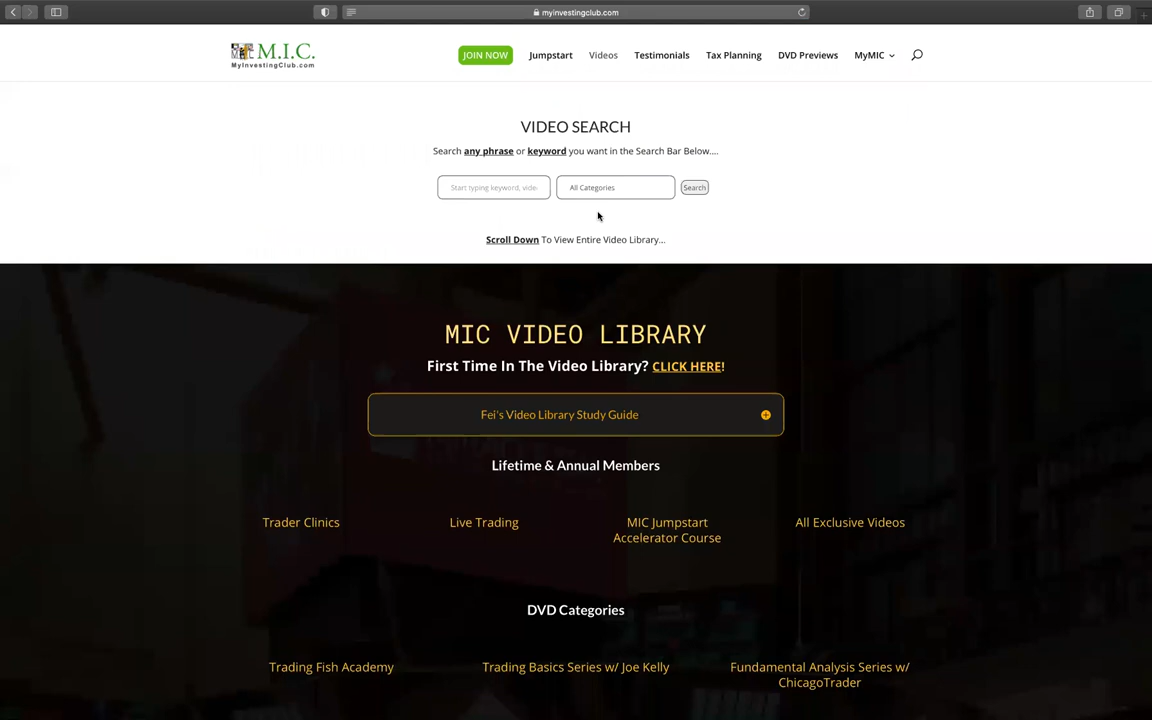 myinvestingclub.com
M.I.C.
MyInvestingClub.com
JOIN NOW
Jumpstart
Videos
Testimonials
Tax Planning
DVD Previews
MyMIC
VIDEO SEARCH
Search any phrase or keyword you want in the Search Bar Below....
Start typing keyword, vide
All Categories
Search
Scroll Down To View Entire Video Library...
MIC VIDEO LIBRARY
First Time In The Video Library? CLICK HERE!
Fei's Video Library Study Guide
Lifetime & Annual Members
Trader Clinics
Live Trading
MIC Jumpstart
Accelerator Course
All Exclusive Videos
DVD Categories
Trading Fish Academy
Trading Basics Series w/ Joe Kelly
Fundamental Analysis Series w/
ChicagoTrader